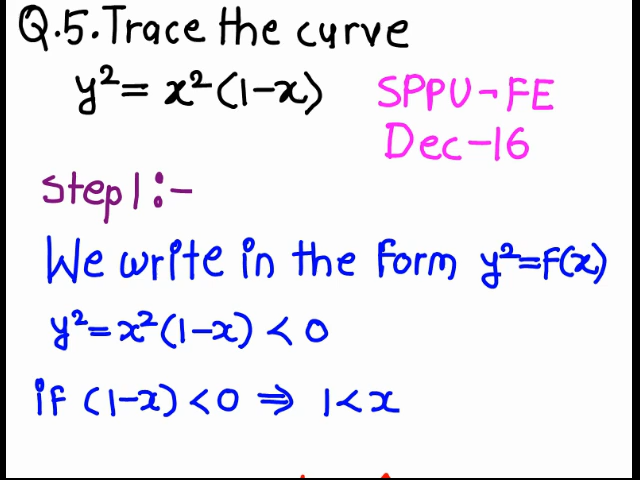 Q.5. Trace the curve
y² = x² (1-x) SPPU-FE
Dec-16
Step 1:-
We write in the form y²=F(x)
y²=x²(1-x) < 0
if (1-x) < 0 ⇒ 1 < x